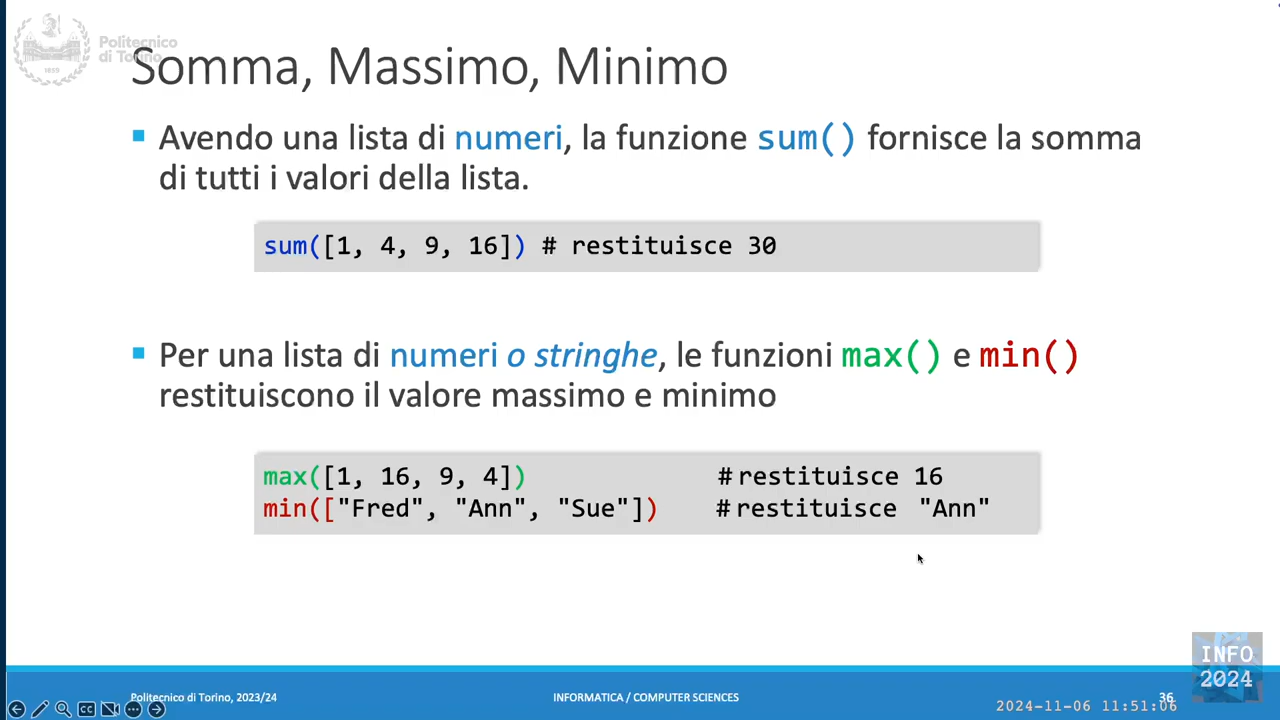 Politecnico
di Torino
Somma, Massimo, Minimo
Avendo una lista di numeri, la funzione sum() fornisce la somma
di tutti i valori della lista.
sum([1, 4, 9, 16]) # restituisce 30
Per una lista di numeri o stringhe, le funzioni max() e min()
restituiscono il valore massimo e minimo
max([1, 16, 9, 4]) #restituisce 16
min(["Fred", "Ann", "Sue"]) #restituisce "Ann"
INFO
2024
Politecnico di Torino, 2023/24
INFORMATICA / COMPUTER SCIENCES
36
2024-11-06 11:51:06
CC